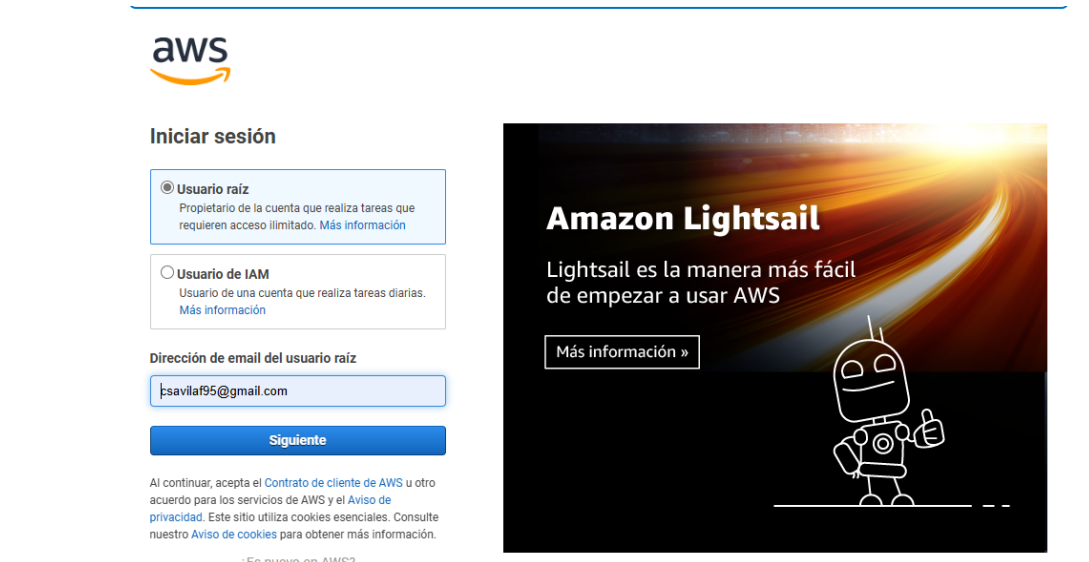 aws
Iniciar sesión
Usuario raíz
Propietario de la cuenta que realiza tareas que
requieren acceso ilimitado. Más información
Usuario de IAM
Usuario de una cuenta que realiza tareas diarias.
Más información
Dirección de email del usuario raíz
csavilaf95@gmail.com
Siguiente
Al continuar, acepta el Contrato de cliente de AWS u otro
acuerdo para los servicios de AWS y el Aviso de
privacidad. Este sitio utiliza cookies esenciales. Consulte
nuestro Aviso de cookies para obtener más información.
¿Es nuevo en AWS?
Amazon Lightsail
Lightsail es la manera más fácil
de empezar a usar AWS
Más información »